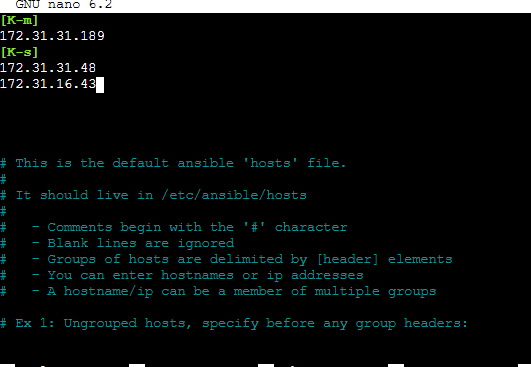 GNU nano 6.2
[K-m]
172.31.31.189
[K-s]
172.31.31.48
172.31.16.43
# This is the default ansible 'hosts' file.
#
# It should live in /etc/ansible/hosts
#
#   - Comments begin with the '#' character
#   - Blank lines are ignored
#   - Groups of hosts are delimited by [header] elements
#   - You can enter hostnames or ip addresses
#   - A hostname/ip can be a member of multiple groups
# Ex 1: Ungrouped hosts, specify before any group headers: